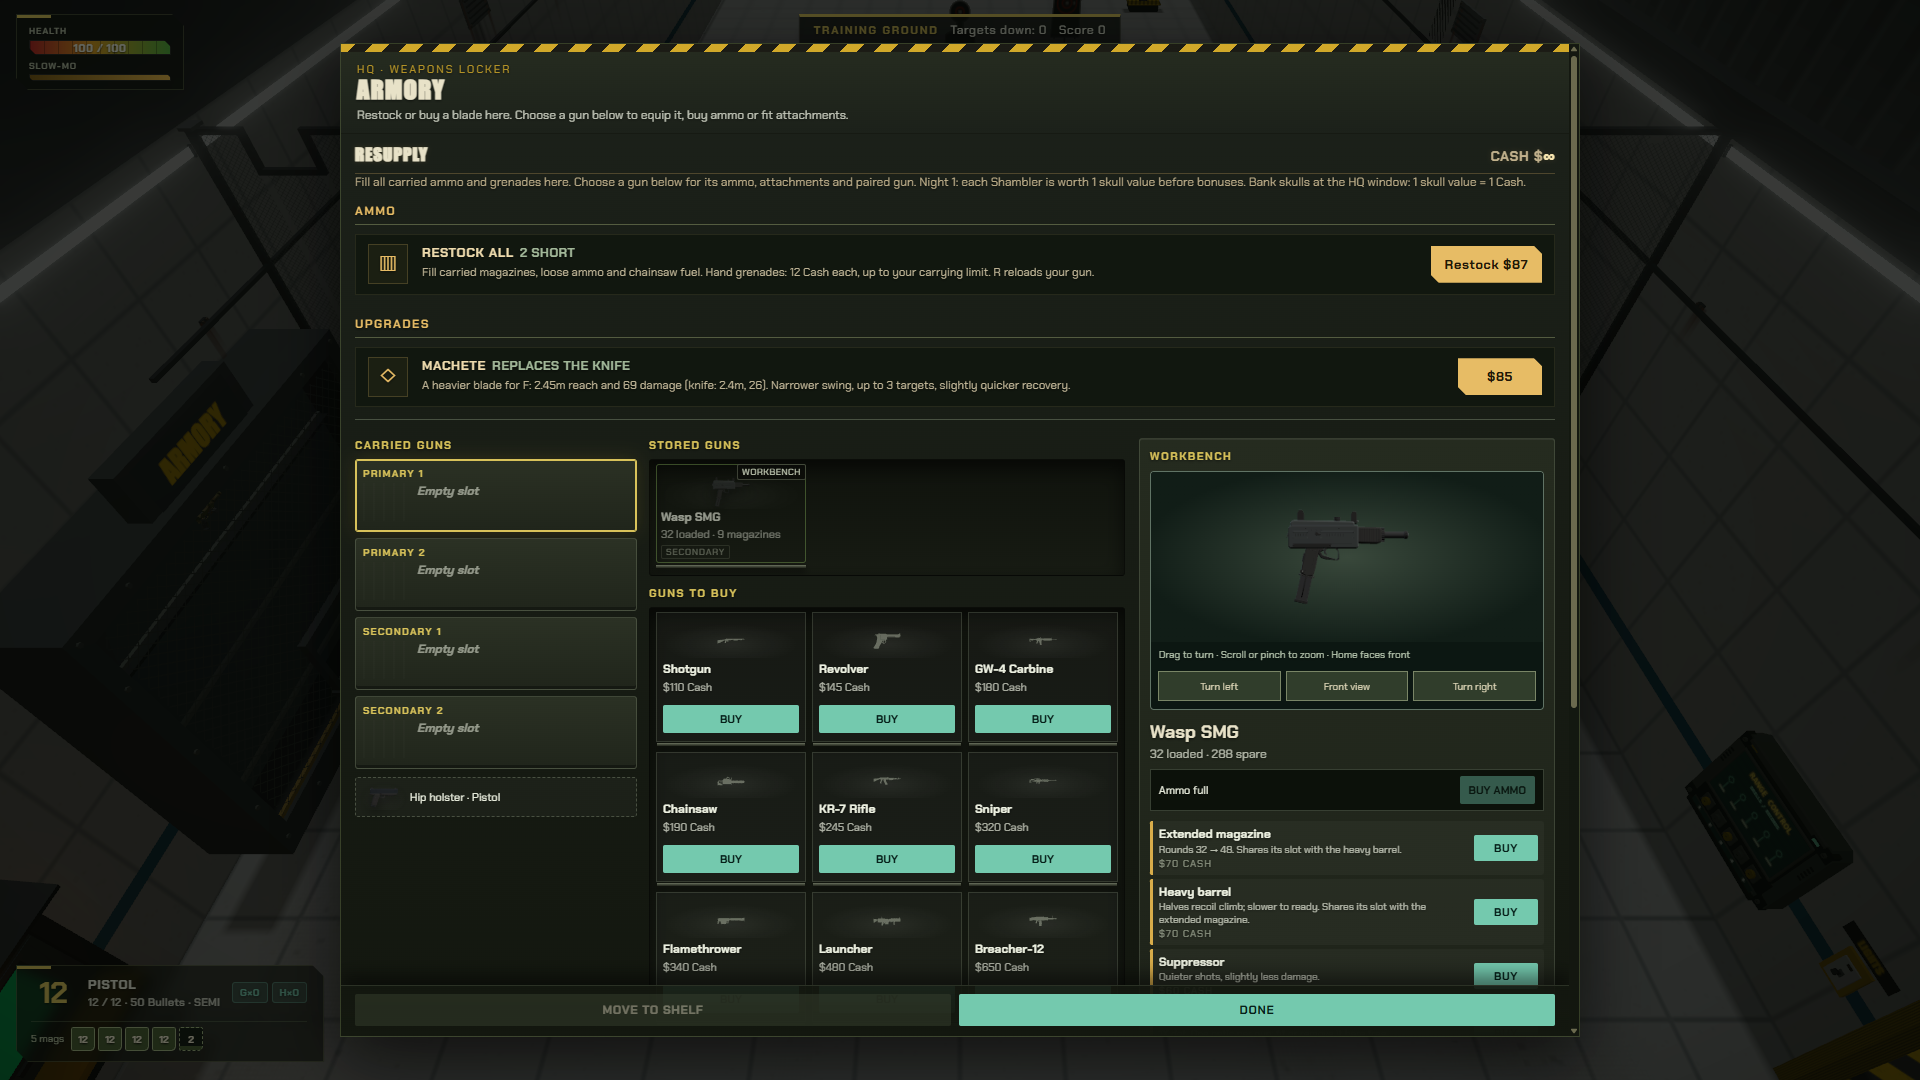 HEALTH
100 / 100
SLOW-MO
TRAINING GROUND Targets down: 0 Score 0
HQ · WEAPONS LOCKER
ARMORY
Restock or buy a blade here. Choose a gun below to equip it, buy ammo or fit attachments.
RESUPPLY
CASH $∞
Fill all carried ammo and grenades here. Choose a gun below for its ammo, attachments and paired gun. Night 1: each Shambler is worth 1 skull value before bonuses. Bank skulls at the HQ window: 1 skull value = 1 Cash.
AMMO
RESTOCK ALL 2 SHORT
Fill carried magazines, loose ammo and chainsaw fuel. Hand grenades: 12 Cash each, up to your carrying limit. R reloads your gun.
Restock $87
UPGRADES
MACHETE REPLACES THE KNIFE
A heavier blade for F: 2.45m reach and 69 damage (knife: 2.4m, 26). Narrower swing, up to 3 targets, slightly quicker recovery.
$85
CARRIED GUNS
PRIMARY 1
Empty slot
PRIMARY 2
Empty slot
SECONDARY 1
Empty slot
SECONDARY 2
Empty slot
Hip holster · Pistol
STORED GUNS
WORKBENCH
Wasp SMG
32 loaded · 9 magazines
SECONDARY
GUNS TO BUY
Shotgun
$110 Cash
BUY
Revolver
$145 Cash
BUY
GW-4 Carbine
$180 Cash
BUY
Chainsaw
$190 Cash
BUY
KR-7 Rifle
$245 Cash
BUY
Sniper
$320 Cash
BUY
Flamethrower
$340 Cash
Launcher
$480 Cash
Breacher-12
$650 Cash
WORKBENCH
Drag to turn · Scroll or pinch to zoom · Home faces front
Turn left
Front view
Turn right
Wasp SMG
32 loaded · 288 spare
Ammo full
BUY AMMO
Extended magazine
Rounds 32 → 48. Shares its slot with the heavy barrel.
$70 CASH
BUY
Heavy barrel
Halves recoil climb; slower to ready. Shares its slot with the
extended magazine.
$70 CASH
BUY
Suppressor
Quieter shots, slightly less damage.
BUY
MOVE TO SHELF
DONE
ARMORY
RANGE CONTROL
12
PISTOL
12 / 12 · 50 Bullets · SEMI
G×0
H×0
5 mags
12
12
12
12
2